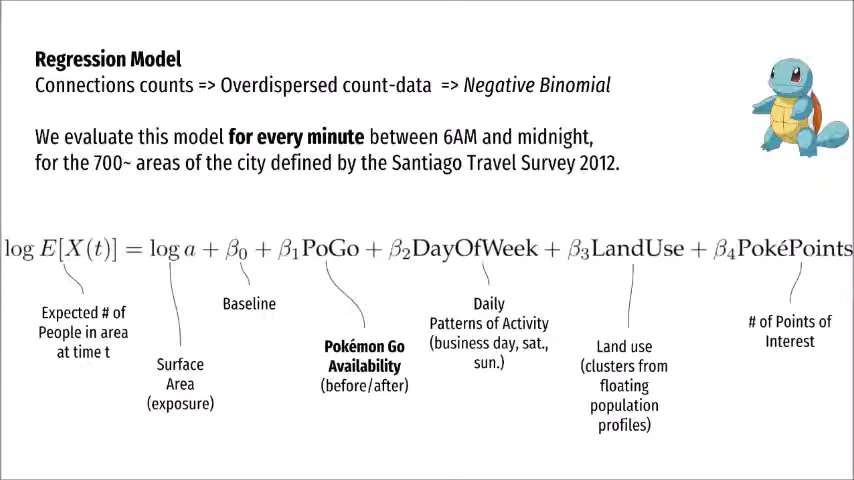 Regression Model
Connections counts => Overdispersed count-data => Negative Binomial
We evaluate this model for every minute between 6AM and midnight,
for the 700~ areas of the city defined by the Santiago Travel Survey 2012.
log E[X(t)] = log a + β₀ + β₁PoGo + β₂DayOfWeek + β₃LandUse + β₄PokéPoints
Expected # of
People in area
at time t
Surface
Area
(exposure)
Baseline
Pokémon Go
Availability
(before/after)
Daily
Patterns of Activity
(business day, sat.,
sun.)
Land use
(clusters from
floating
population
profiles)
# of Points of
Interest